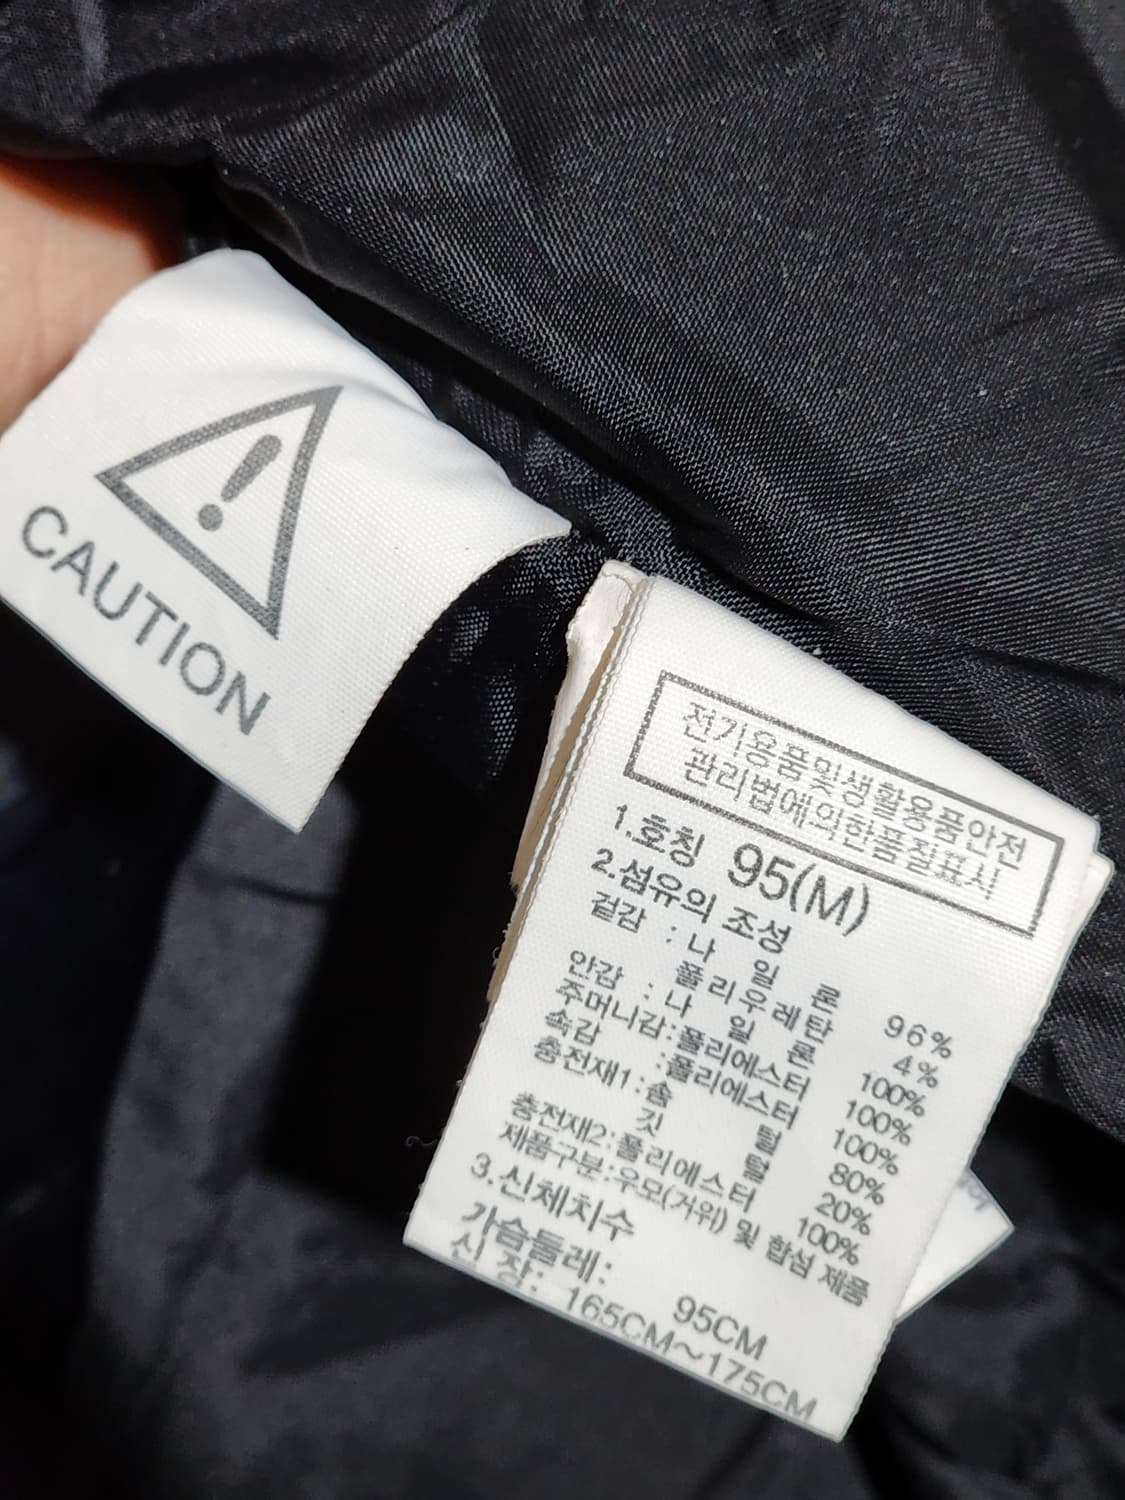 CAUTION
전기용품및생활용품안전
관리법에의한품질표시
1.호칭 95(M)
2.섬유의 조성
겉감 : 나 일 론 96%
폴리우레탄 4%
안감 : 나 일 론 100%
주머니감:폴리에스터 100%
속감 :폴리에스터 100%
충전재1:솜 털 80%
깃 털 20%
충전재2:폴리에스터 100%
제품구분:우모(거위) 및 합섬 제품
3.신체치수
가슴둘레: 95CM
신 장: 165CM~175CM